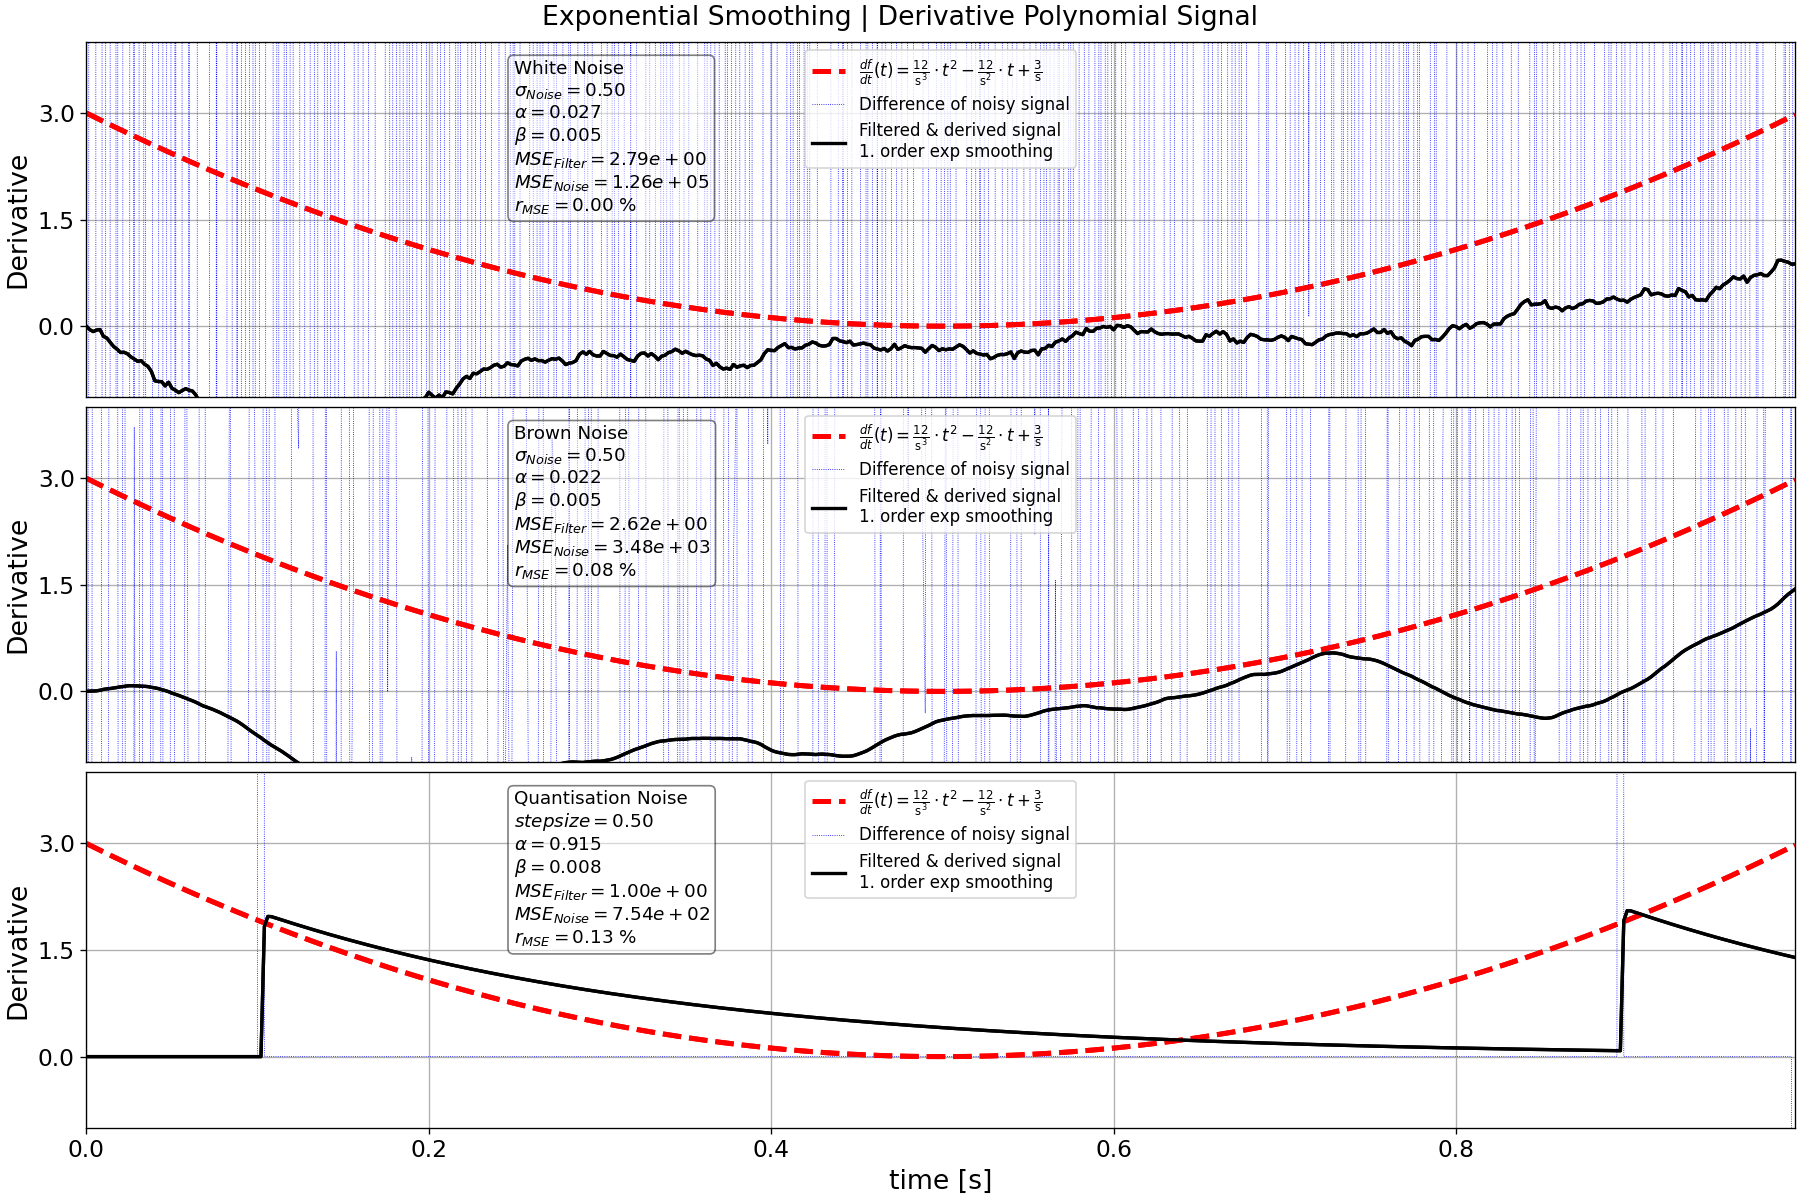 Exponential Smoothing | Derivative Polynomial Signal
Derivative
3.0
1.5
0.0
White Noise
σ_Noise = 0.50
α = 0.027
β = 0.005
MSE_Filter = 2.79e + 00
MSE_Noise = 1.26e + 05
r_MSE = 0.00 %
df/dt(t) = 12/s³ · t² − 12/s² · t + 3/s
Difference of noisy signal
Filtered & derived signal
1. order exp smoothing
Derivative
3.0
1.5
0.0
Brown Noise
σ_Noise = 0.50
α = 0.022
β = 0.005
MSE_Filter = 2.62e + 00
MSE_Noise = 3.48e + 03
r_MSE = 0.08 %
df/dt(t) = 12/s³ · t² − 12/s² · t + 3/s
Difference of noisy signal
Filtered & derived signal
1. order exp smoothing
Derivative
3.0
1.5
0.0
Quantisation Noise
stepsize = 0.50
α = 0.915
β = 0.008
MSE_Filter = 1.00e + 00
MSE_Noise = 7.54e + 02
r_MSE = 0.13 %
df/dt(t) = 12/s³ · t² − 12/s² · t + 3/s
Difference of noisy signal
Filtered & derived signal
1. order exp smoothing
0.0 0.2 0.4 0.6 0.8
time [s]